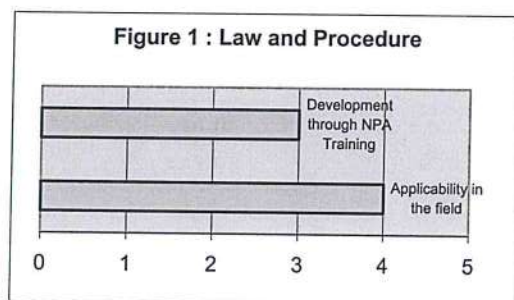 Figure 1 : Law and Procedure
Development
through NPA
Training
Applicability in
the field
0 1 2 3 4 5